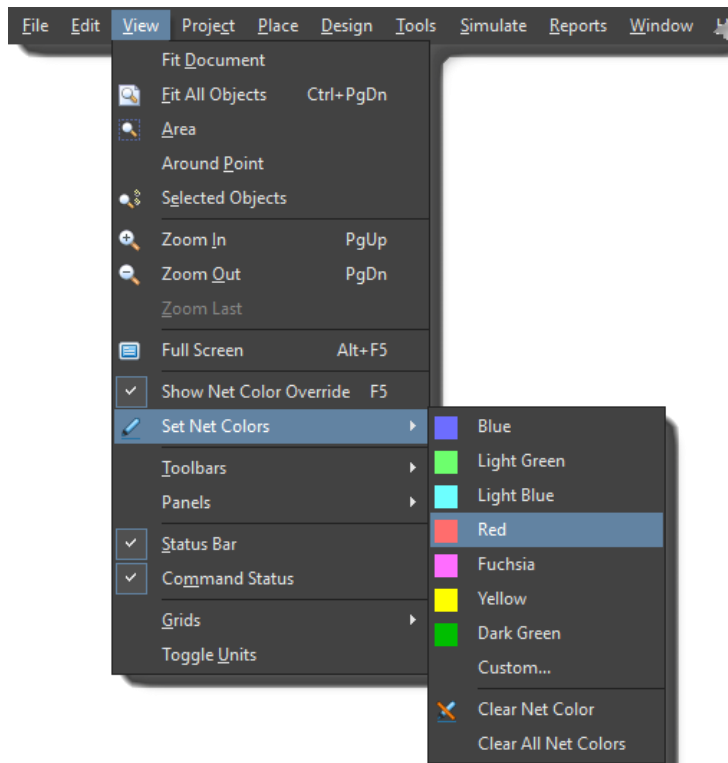 File Edit View Project Place Design Tools Simulate Reports Window
Fit Document
Fit All Objects Ctrl+PgDn
Area
Around Point
Selected Objects
Zoom In PgUp
Zoom Out PgDn
Zoom Last
Full Screen Alt+F5
Show Net Color Override F5
Set Net Colors
Toolbars
Panels
Status Bar
Command Status
Grids
Toggle Units
Blue
Light Green
Light Blue
Red
Fuchsia
Yellow
Dark Green
Custom...
Clear Net Color
Clear All Net Colors